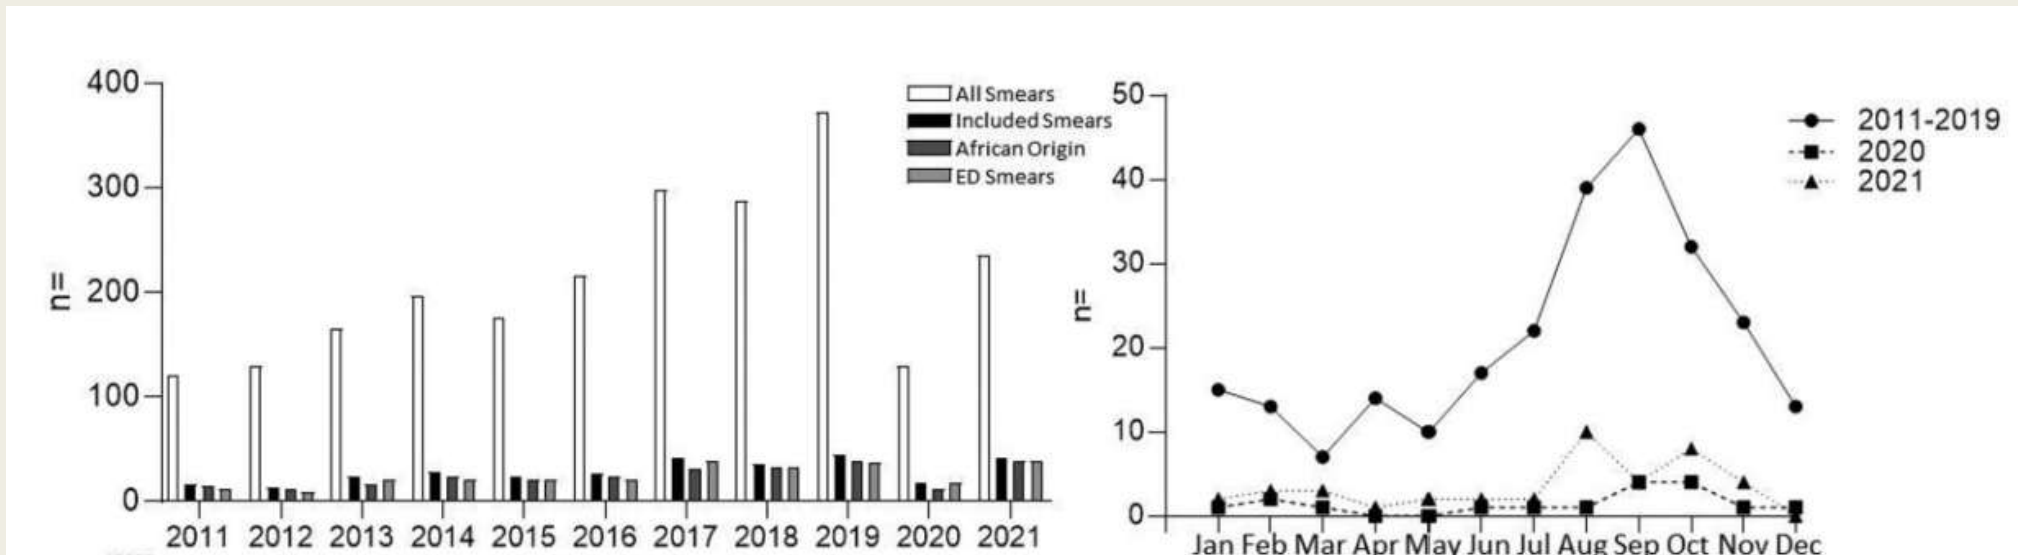 400
300
200
100
0
n=
2011 2012 2013 2014 2015 2016 2017 2018 2019 2020 2021
All Smears
Included Smears
African Origin
ED Smears
50
40
30
20
10
0
n=
Jan Feb Mar Apr May Jun Jul Aug Sep Oct Nov Dec
2011-2019
2020
2021